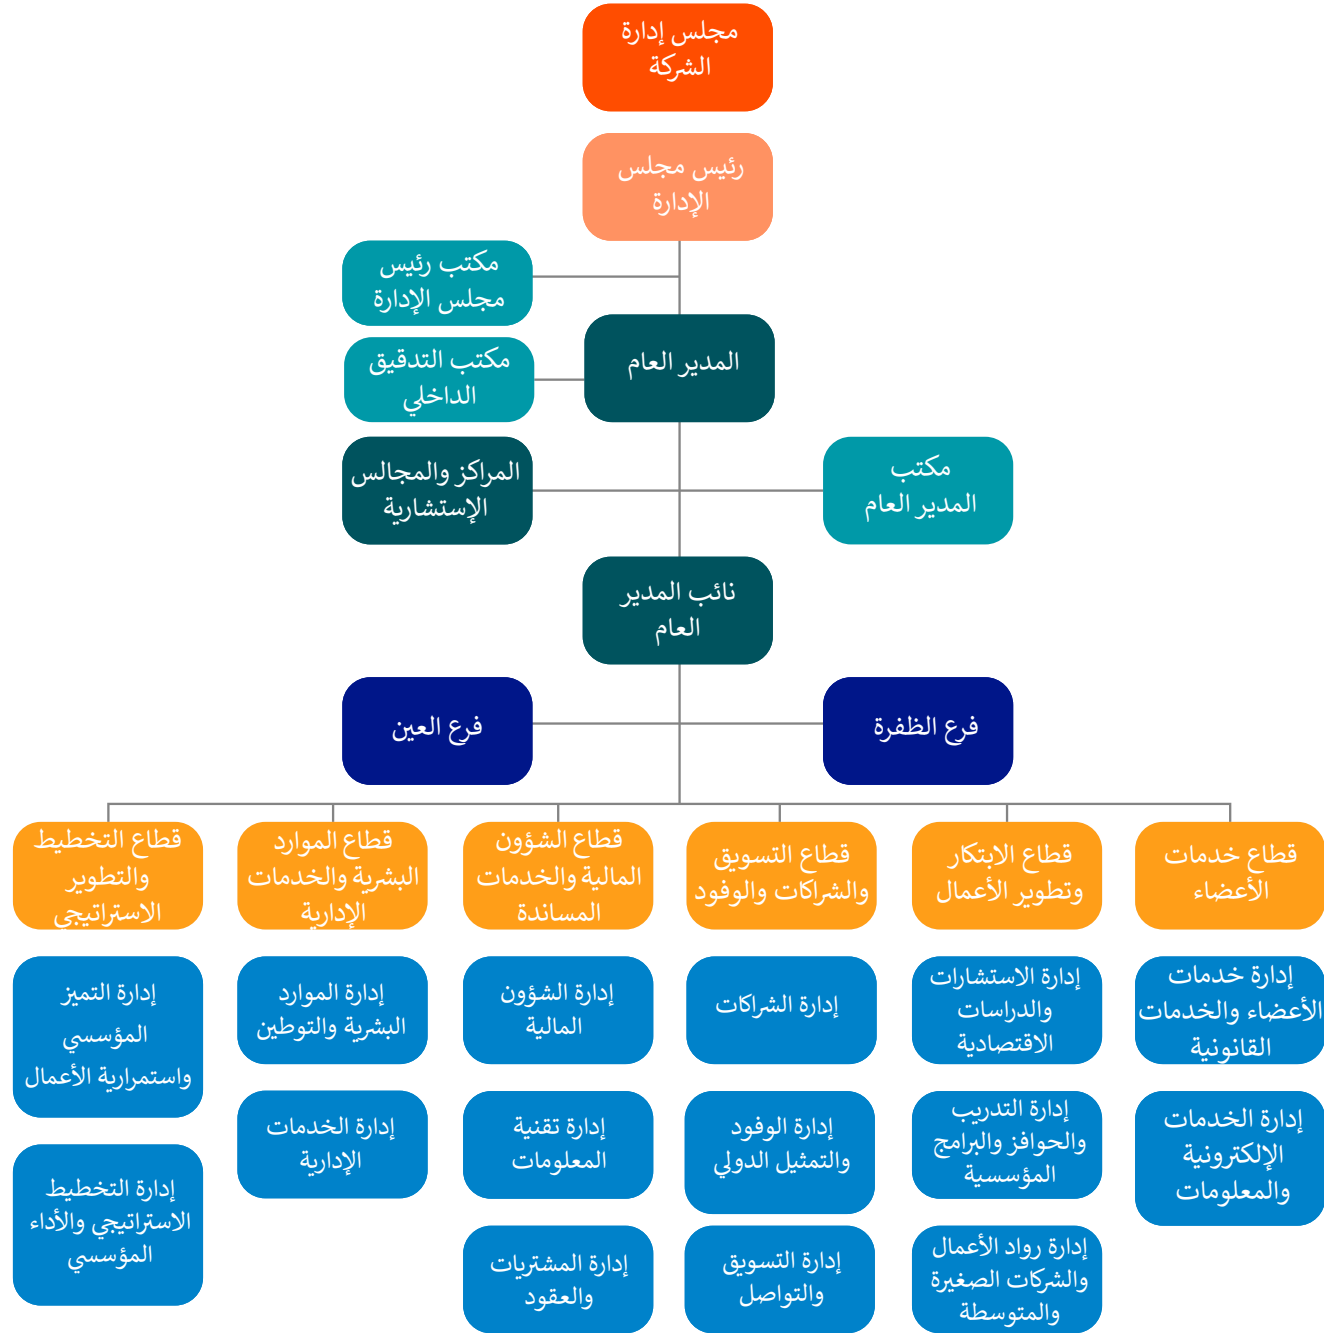 مجلس إدارة
الشركة
رئيس مجلس
الإدارة
مكتب رئيس
مجلس الإدارة
المدير العام
مكتب التدقيق
الداخلي
مكتب
المدير العام
المراكز والمجالس
الإستشارية
نائب المدير
العام
فرع الظفرة
فرع العين
قطاع خدمات
الأعضاء
قطاع الابتكار
وتطوير الأعمال
قطاع التسويق
والشراكات والوفود
قطاع الشؤون
المالية والخدمات
المساندة
قطاع الموارد
البشرية والخدمات
الإدارية
قطاع التخطيط
والتطوير
الاستراتيجي
إدارة خدمات
الأعضاء والخدمات
القانونية
إدارة الاستشارات
والدراسات
الاقتصادية
إدارة الشراكات
إدارة الشؤون
المالية
إدارة الموارد
البشرية والتوطين
إدارة التميز
المؤسسي
واستمرارية الأعمال
إدارة الخدمات
الإلكترونية
والمعلومات
إدارة التدريب
والحوافز والبرامج
المؤسسية
إدارة الوفود
والتمثيل الدولي
إدارة تقنية
المعلومات
إدارة الخدمات
الإدارية
إدارة التخطيط
الاستراتيجي والأداء
المؤسسي
إدارة رواد الأعمال
والشركات الصغيرة
والمتوسطة
إدارة التسويق
والتواصل
إدارة المشتريات
والعقود